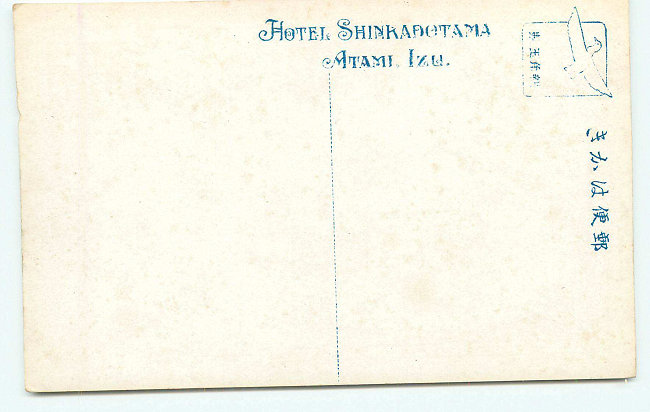 HOTEL SHINKADOTAMA
ATAMI. IZU.
郵便はかき